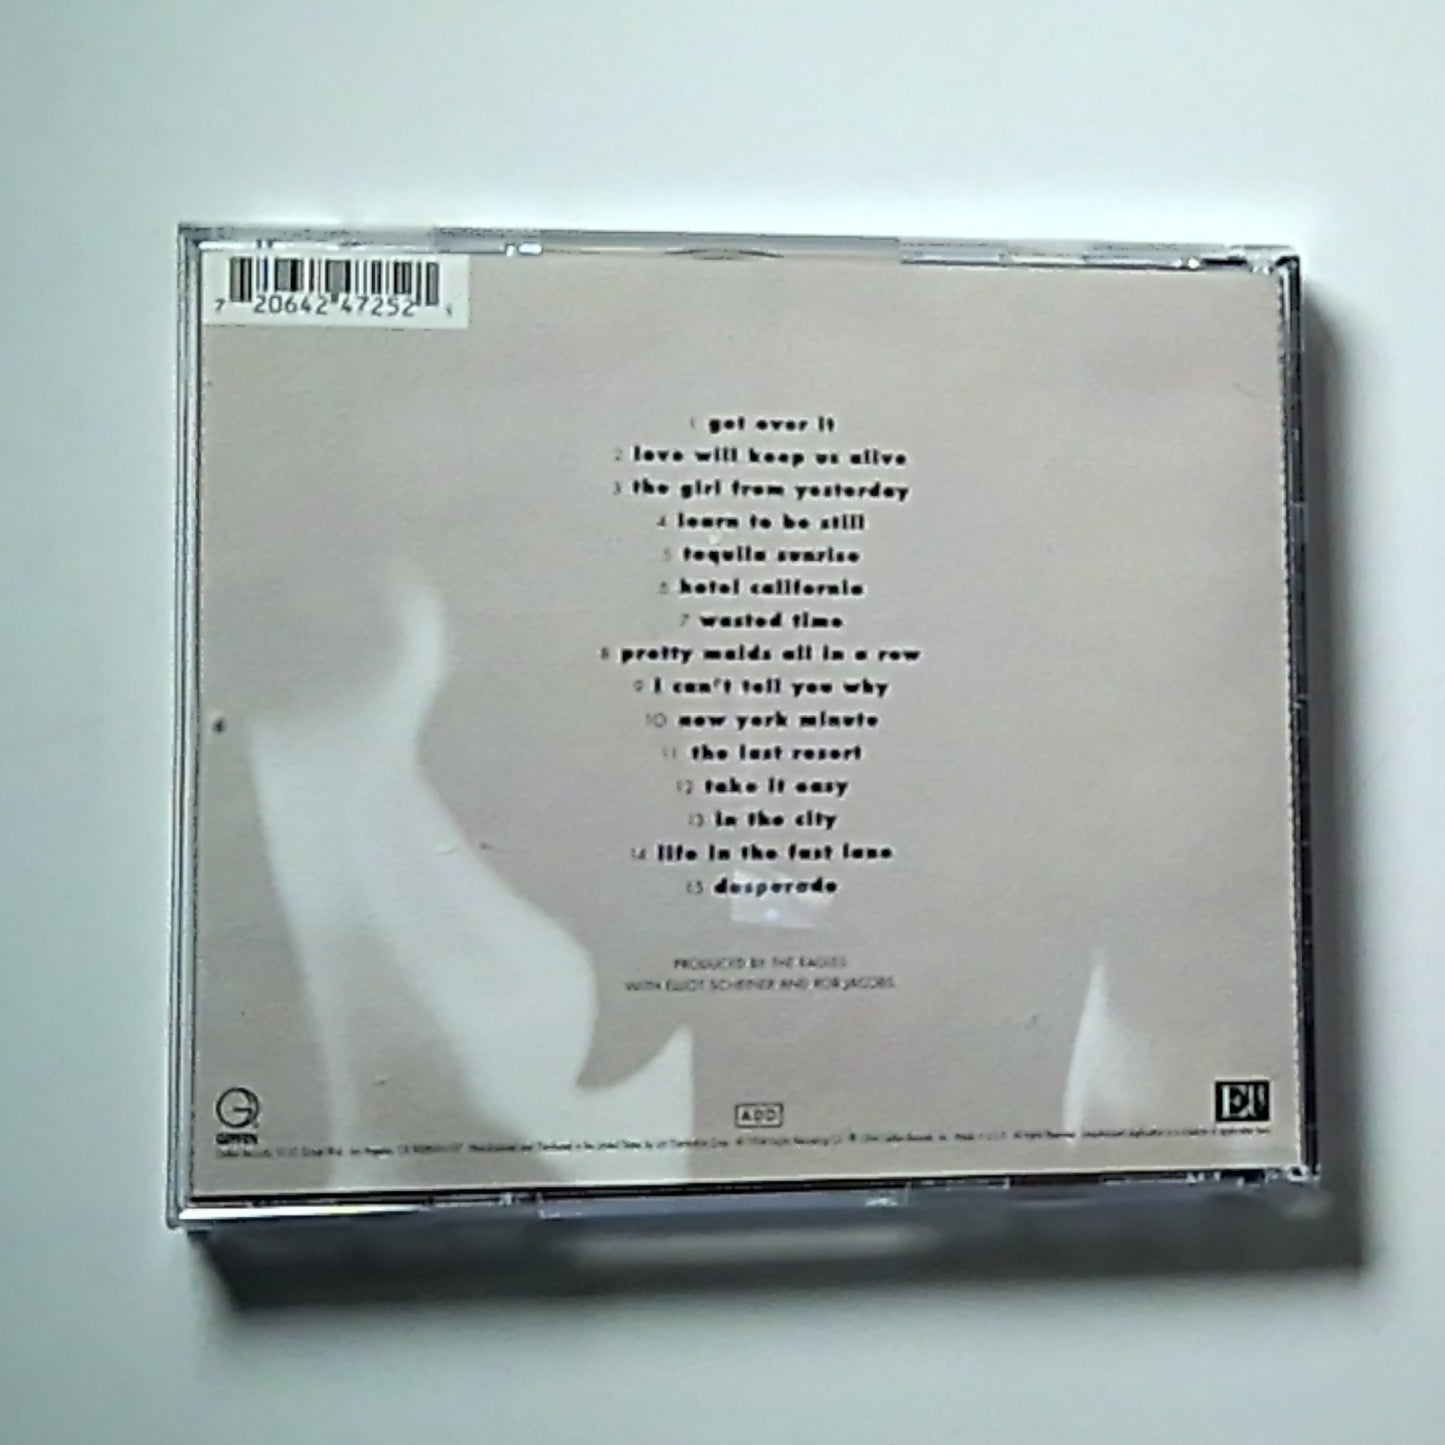 7 20642 47252 1
1 get over it
2 love will keep us alive
3 the girl from yesterday
4 learn to be still
5 tequila sunrise
6 hotel california
7 wasted time
8 pretty maids all in a row
9 i can't tell you why
10 new york minute
11 the last resort
12 take it easy
13 in the city
14 life in the fast lane
15 desperado
PRODUCED BY THE EAGLES
WITH ELLIOT SCHEINER AND ROB JACOBS
ADD
GEFFEN